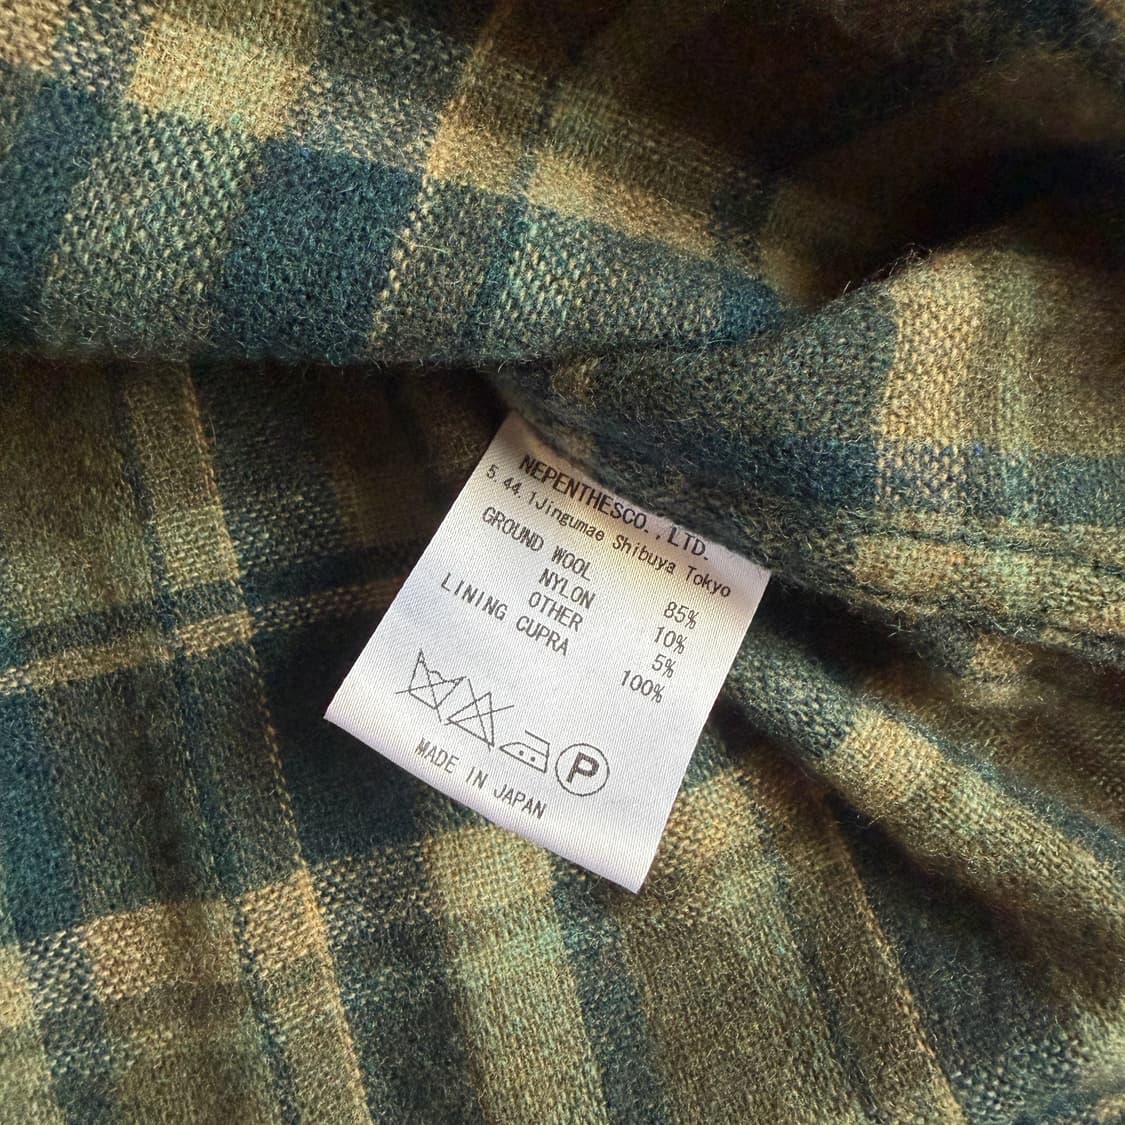 NEPENTHESCO.,LTD.
5.44.1Jingumae Shibuya Tokyo
GROUND WOOL 85%
NYLON 10%
OTHER 5%
LINING CUPRA 100%
P
MADE IN JAPAN